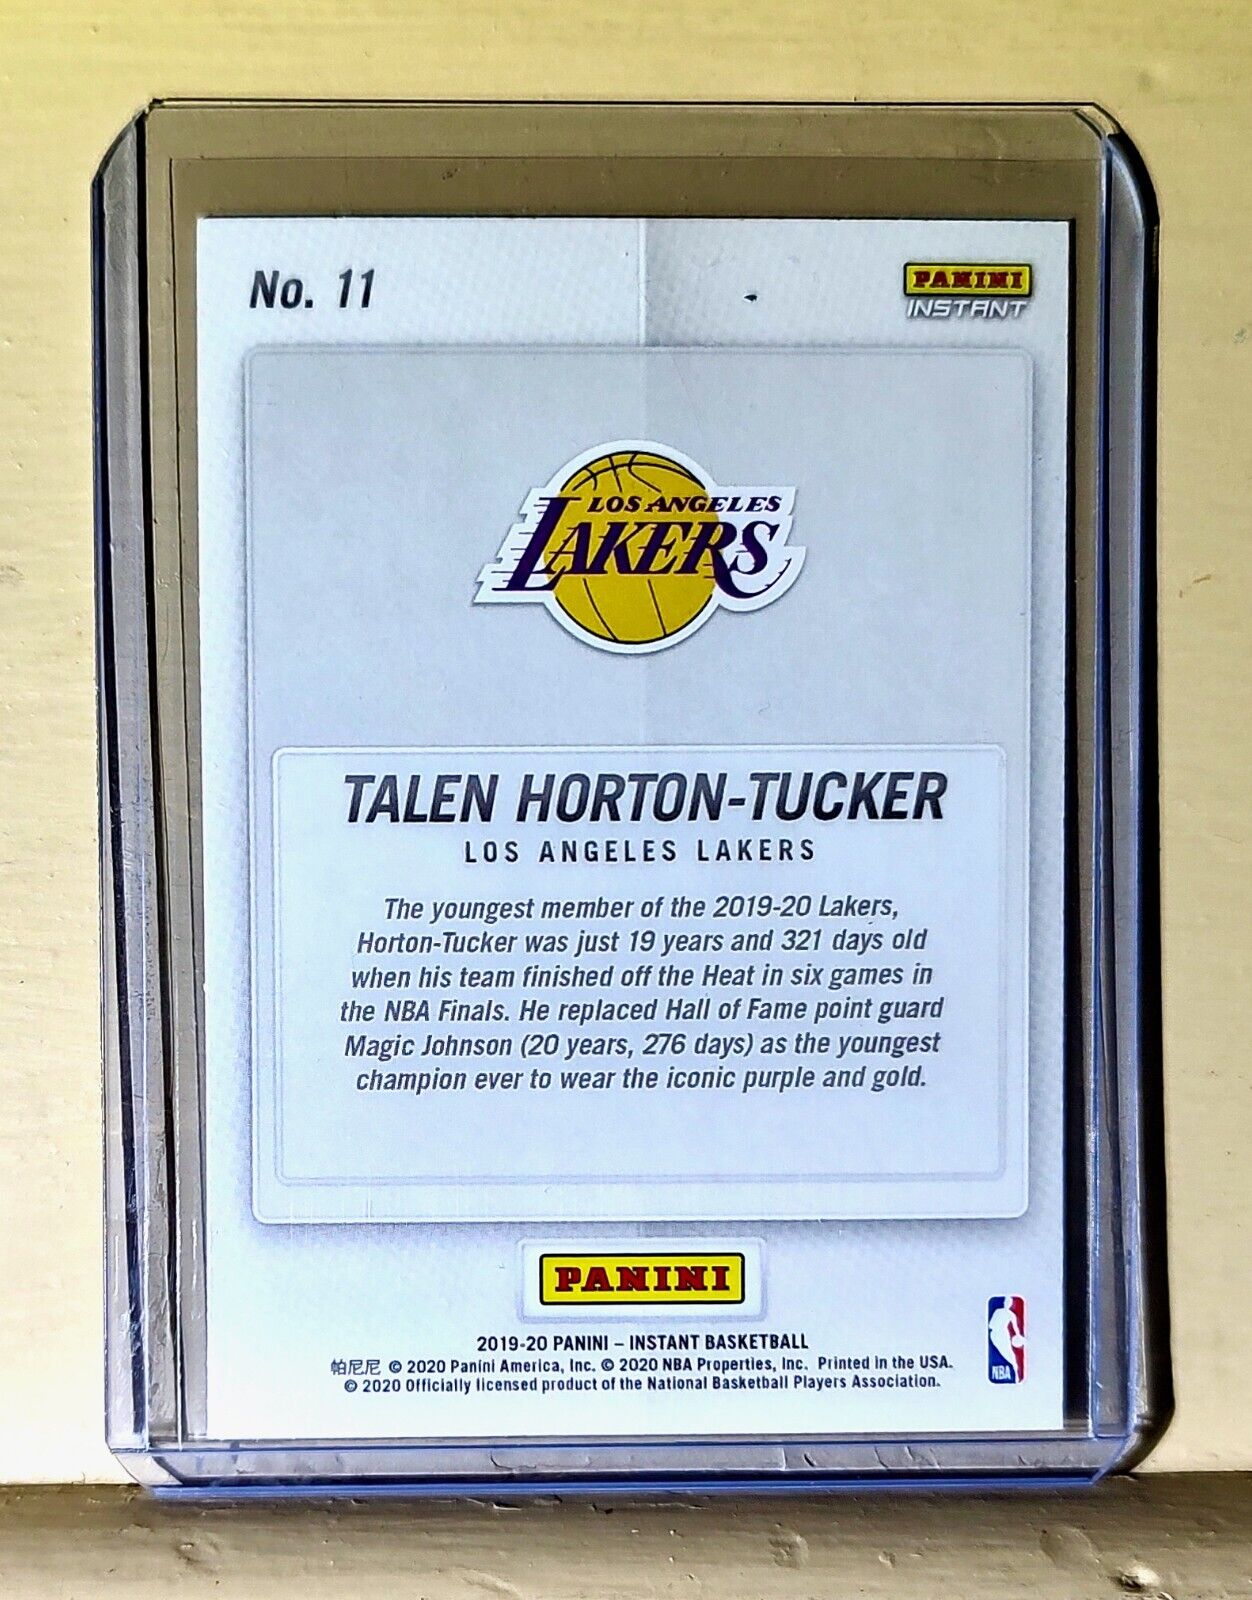 No. 11
PANINI
INSTANT
LOS ANGELES
LAKERS
TALEN HORTON-TUCKER
LOS ANGELES LAKERS
The youngest member of the 2019-20 Lakers,
Horton-Tucker was just 19 years and 321 days old
when his team finished off the Heat in six games in
the NBA Finals. He replaced Hall of Fame point guard
Magic Johnson (20 years, 276 days) as the youngest
champion ever to wear the iconic purple and gold.
PANINI
2019-20 PANINI – INSTANT BASKETBALL
帕尼尼 © 2020 Panini America, Inc. © 2020 NBA Properties, Inc. Printed in the USA.
© 2020 Officially licensed product of the National Basketball Players Association.
NBA